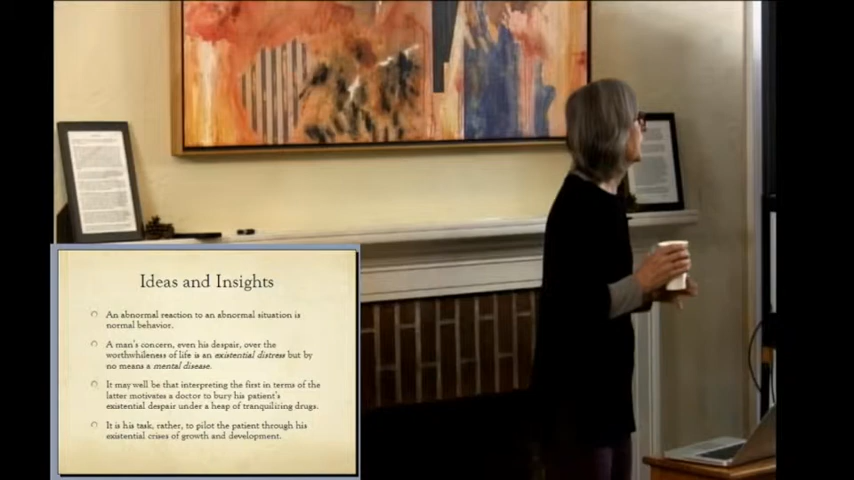 Ideas and Insights
An abnormal reaction to an abnormal situation is
normal behavior.
A man's concern, even his despair, over the
worthwhileness of life is an existential distress but by
no means a mental disease.
It may well be that interpreting the first in terms of the
latter motivates a doctor to bury his patient's
existential despair under a heap of tranquilizing drugs.
It is his task, rather, to pilot the patient through his
existential crises of growth and development.